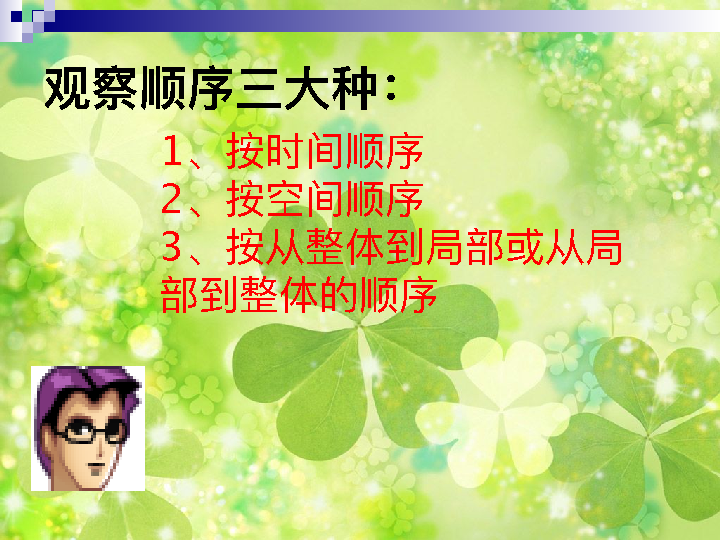 观察顺序三大种：
1、按时间顺序
2、按空间顺序
3、按从整体到局部或从局
部到整体的顺序